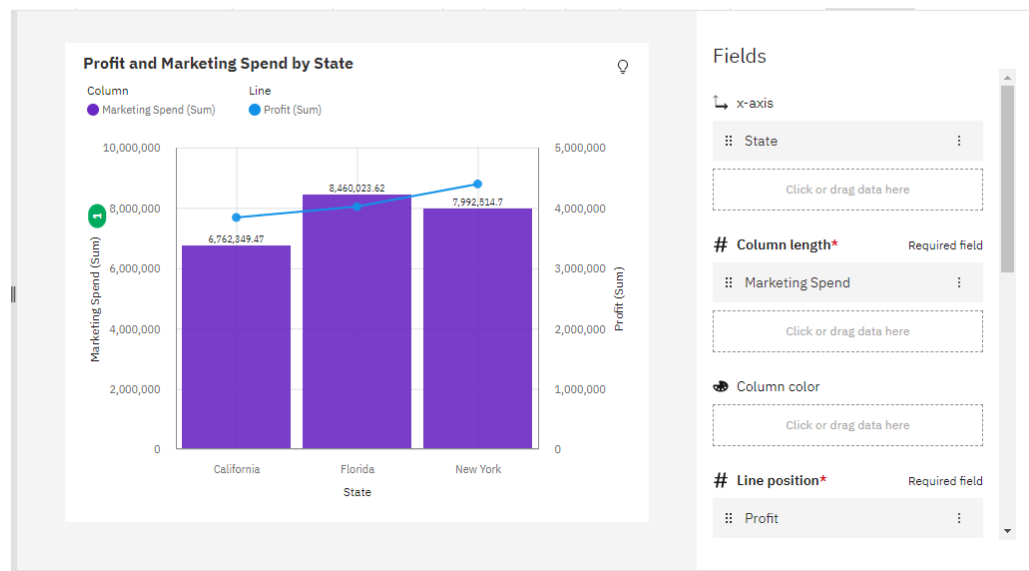 Profit and Marketing Spend by State
Column
Line
Marketing Spend (Sum)
Profit (Sum)
10,000,000
8,000,000
6,000,000
4,000,000
2,000,000
0
1
Marketing Spend (Sum)
6,762,349.47
8,460,023.62
7,992,514.7
5,000,000
4,000,000
3,000,000
2,000,000
1,000,000
0
Profit (Sum)
California
Florida
New York
State
Fields
x-axis
State
Click or drag data here
# Column length* Required field
Marketing Spend
Click or drag data here
Column color
Click or drag data here
# Line position* Required field
Profit